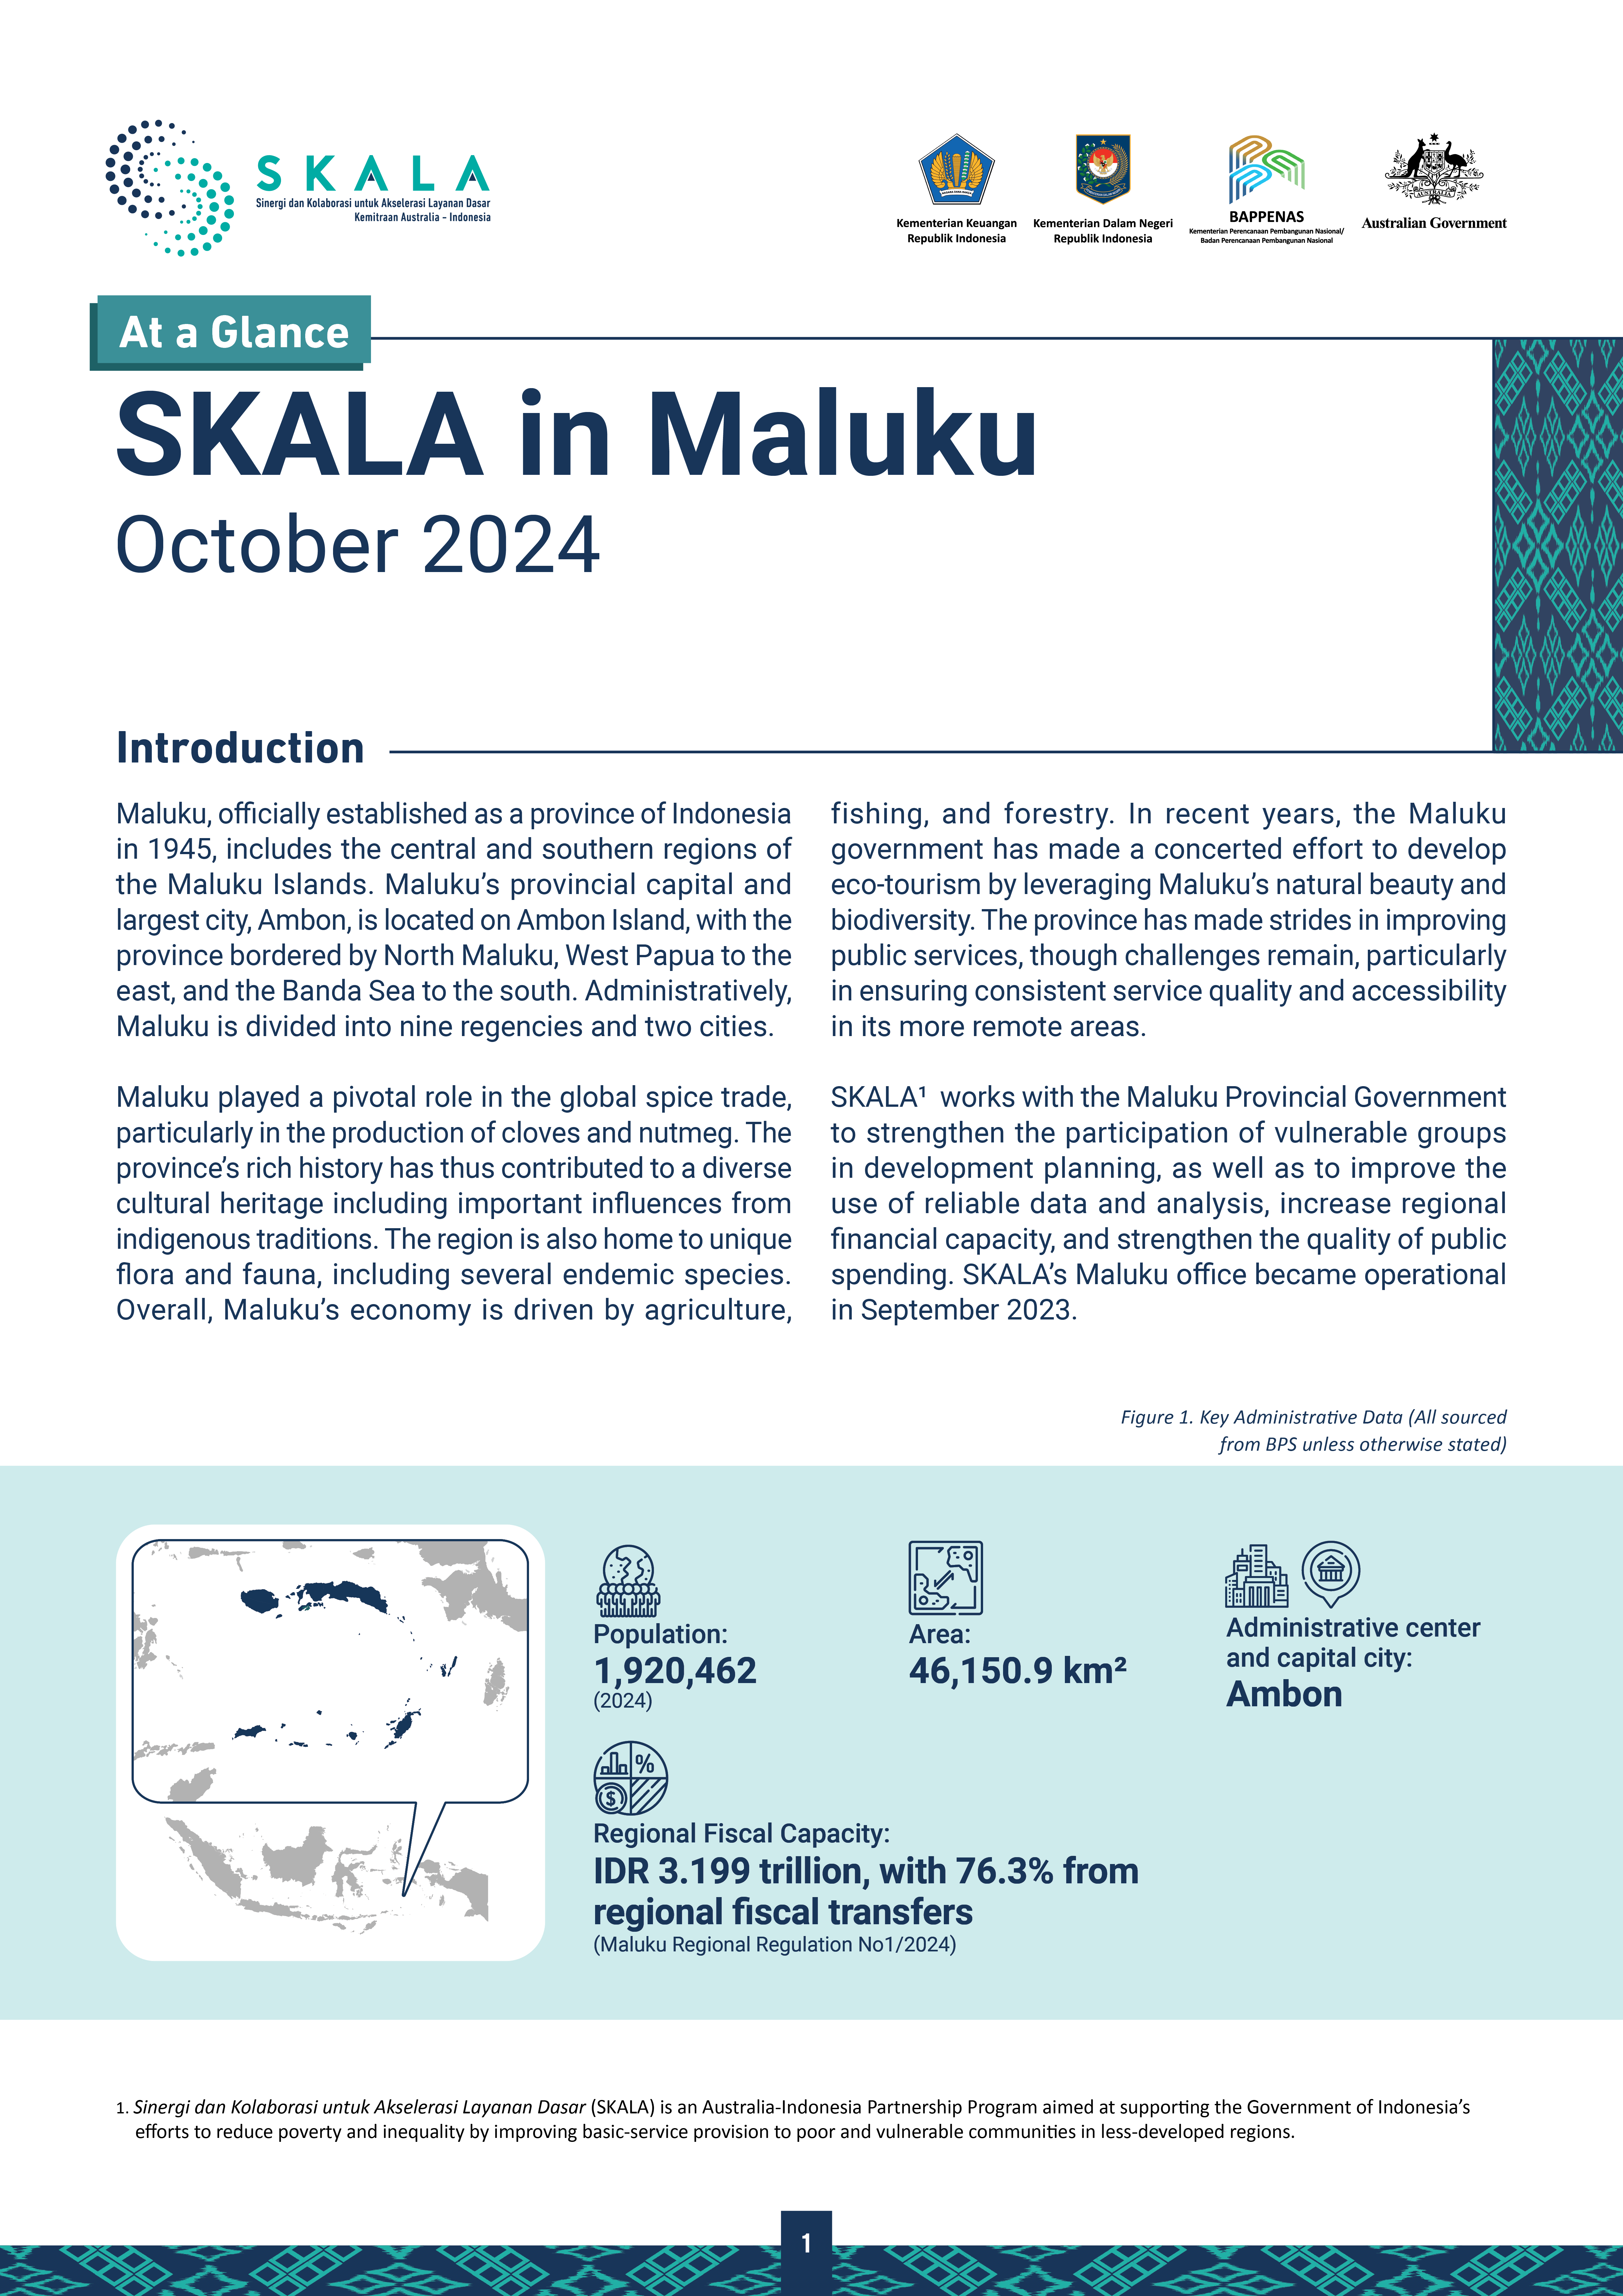 SKALA
Sinergi dan Kolaborasi untuk Akselerasi Layanan Dasar
Kemitraan Australia – Indonesia
Kementerian Keuangan
Republik Indonesia
Kementerian Dalam Negeri
Republik Indonesia
BAPPENAS
Kementerian Perencanaan Pembangunan Nasional/
Badan Perencanaan Pembangunan Nasional
AUSTRALIA
Australian Government
At a Glance
SKALA in Maluku
October 2024
Introduction
Maluku, officially established as a province of Indonesia
in 1945, includes the central and southern regions of
the Maluku Islands. Maluku’s provincial capital and
largest city, Ambon, is located on Ambon Island, with the
province bordered by North Maluku, West Papua to the
east, and the Banda Sea to the south. Administratively,
Maluku is divided into nine regencies and two cities.
Maluku played a pivotal role in the global spice trade,
particularly in the production of cloves and nutmeg. The
province’s rich history has thus contributed to a diverse
cultural heritage including important influences from
indigenous traditions. The region is also home to unique
flora and fauna, including several endemic species.
Overall, Maluku’s economy is driven by agriculture,
fishing, and forestry. In recent years, the Maluku
government has made a concerted effort to develop
eco-tourism by leveraging Maluku’s natural beauty and
biodiversity. The province has made strides in improving
public services, though challenges remain, particularly
in ensuring consistent service quality and accessibility
in its more remote areas.
SKALA¹ works with the Maluku Provincial Government
to strengthen the participation of vulnerable groups
in development planning, as well as to improve the
use of reliable data and analysis, increase regional
financial capacity, and strengthen the quality of public
spending. SKALA’s Maluku office became operational
in September 2023.
Figure 1. Key Administrative Data (All sourced
from BPS unless otherwise stated)
Population:
1,920,462
(2024)
Area:
46,150.9 km²
Administrative center
and capital city:
Ambon
%
$
Regional Fiscal Capacity:
IDR 3.199 trillion, with 76.3% from
regional fiscal transfers
(Maluku Regional Regulation No1/2024)
1. Sinergi dan Kolaborasi untuk Akselerasi Layanan Dasar (SKALA) is an Australia-Indonesia Partnership Program aimed at supporting the Government of Indonesia’s
efforts to reduce poverty and inequality by improving basic-service provision to poor and vulnerable communities in less-developed regions.
1